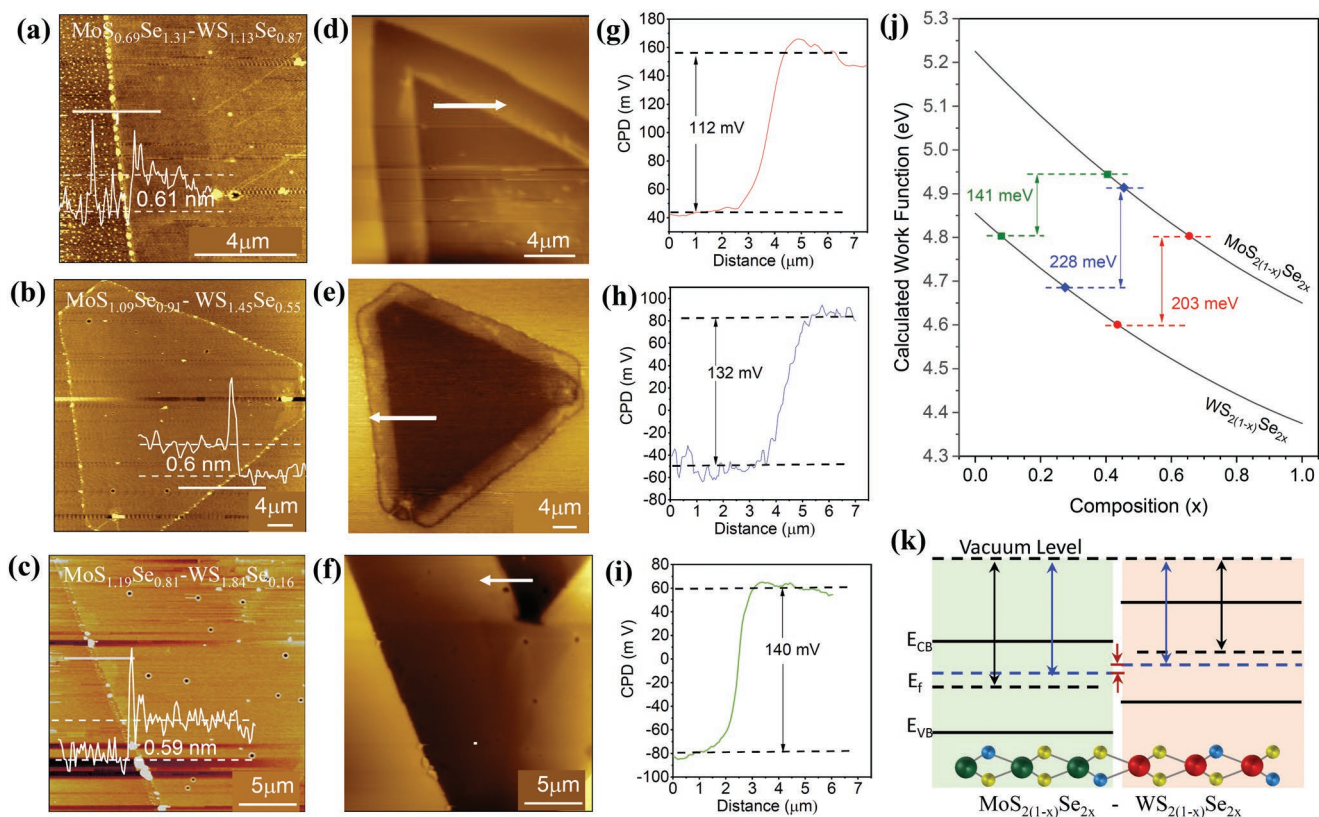 (a)
MoS0.69Se1.31-WS1.13Se0.87
0.61 nm
4μm
(d)
4μm
(g)
CPD (m V)
180
160
140
120
100
80
60
40
112 mV
0 1 2 3 4 5 6 7
Distance (μm)
(b)
MoS1.09Se0.91- WS1.45Se0.55
0.6 nm
4μm
(e)
4μm
(h)
CPD (m V)
100
80
60
40
20
0
-20
-40
-60
-80
132 mV
0 1 2 3 4 5 6 7 8
Distance (μm)
(c)
MoS1.19Se0.81-WS1.84Se0.16
0.59 nm
5μm
(f)
5μm
(i)
CPD (m V)
80
60
40
20
0
-20
-40
-60
-80
-100
140 mV
0 1 2 3 4 5 6 7
Distance (μm)
(j)
Calculated Work Function (eV)
5.3
5.2
5.1
5.0
4.9
4.8
4.7
4.6
4.5
4.4
4.3
141 meV
228 meV
203 meV
MoS2(1-x)Se2x
WS2(1-x)Se2x
0.0 0.2 0.4 0.6 0.8 1.0
Composition (x)
(k)
Vacuum Level
ECB
Ef
EVB
MoS2(1-x)Se2x - WS2(1-x)Se2x